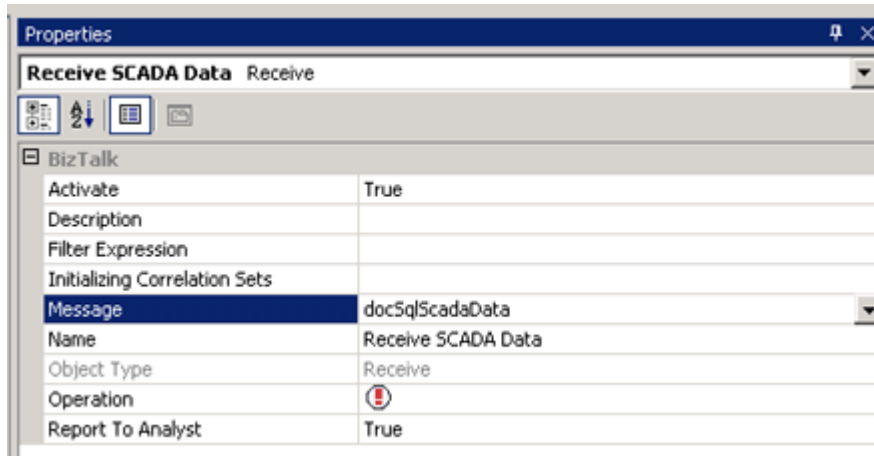 Properties
Receive SCADA Data Receive
BizTalk
Activate True
Description
Filter Expression
Initializing Correlation Sets
Message docSqlScadaData
Name Receive SCADA Data
Object Type Receive
Operation
Report To Analyst True